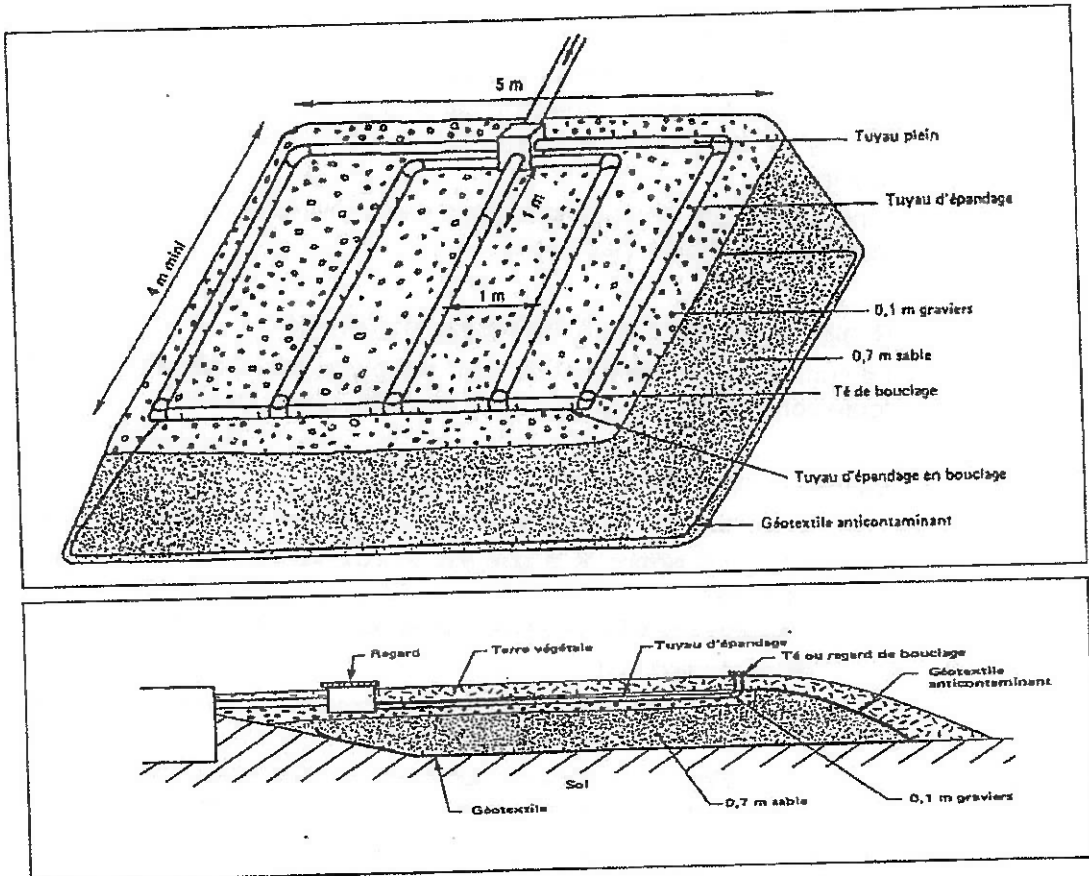 5 m
Tuyau plein
Tuyau d'épandage
1 m
4 m mini
1 m
0,1 m graviers
0,7 m sable
Té de bouclage
Tuyau d'épandage en bouclage
Géotextile anticontaminant
Regard
Terre végétale
Tuyau d'épandage
Té ou regard de bouclage
Géotextile
anticontaminant
Sol
Géotextile
0,7 m sable
0,1 m graviers